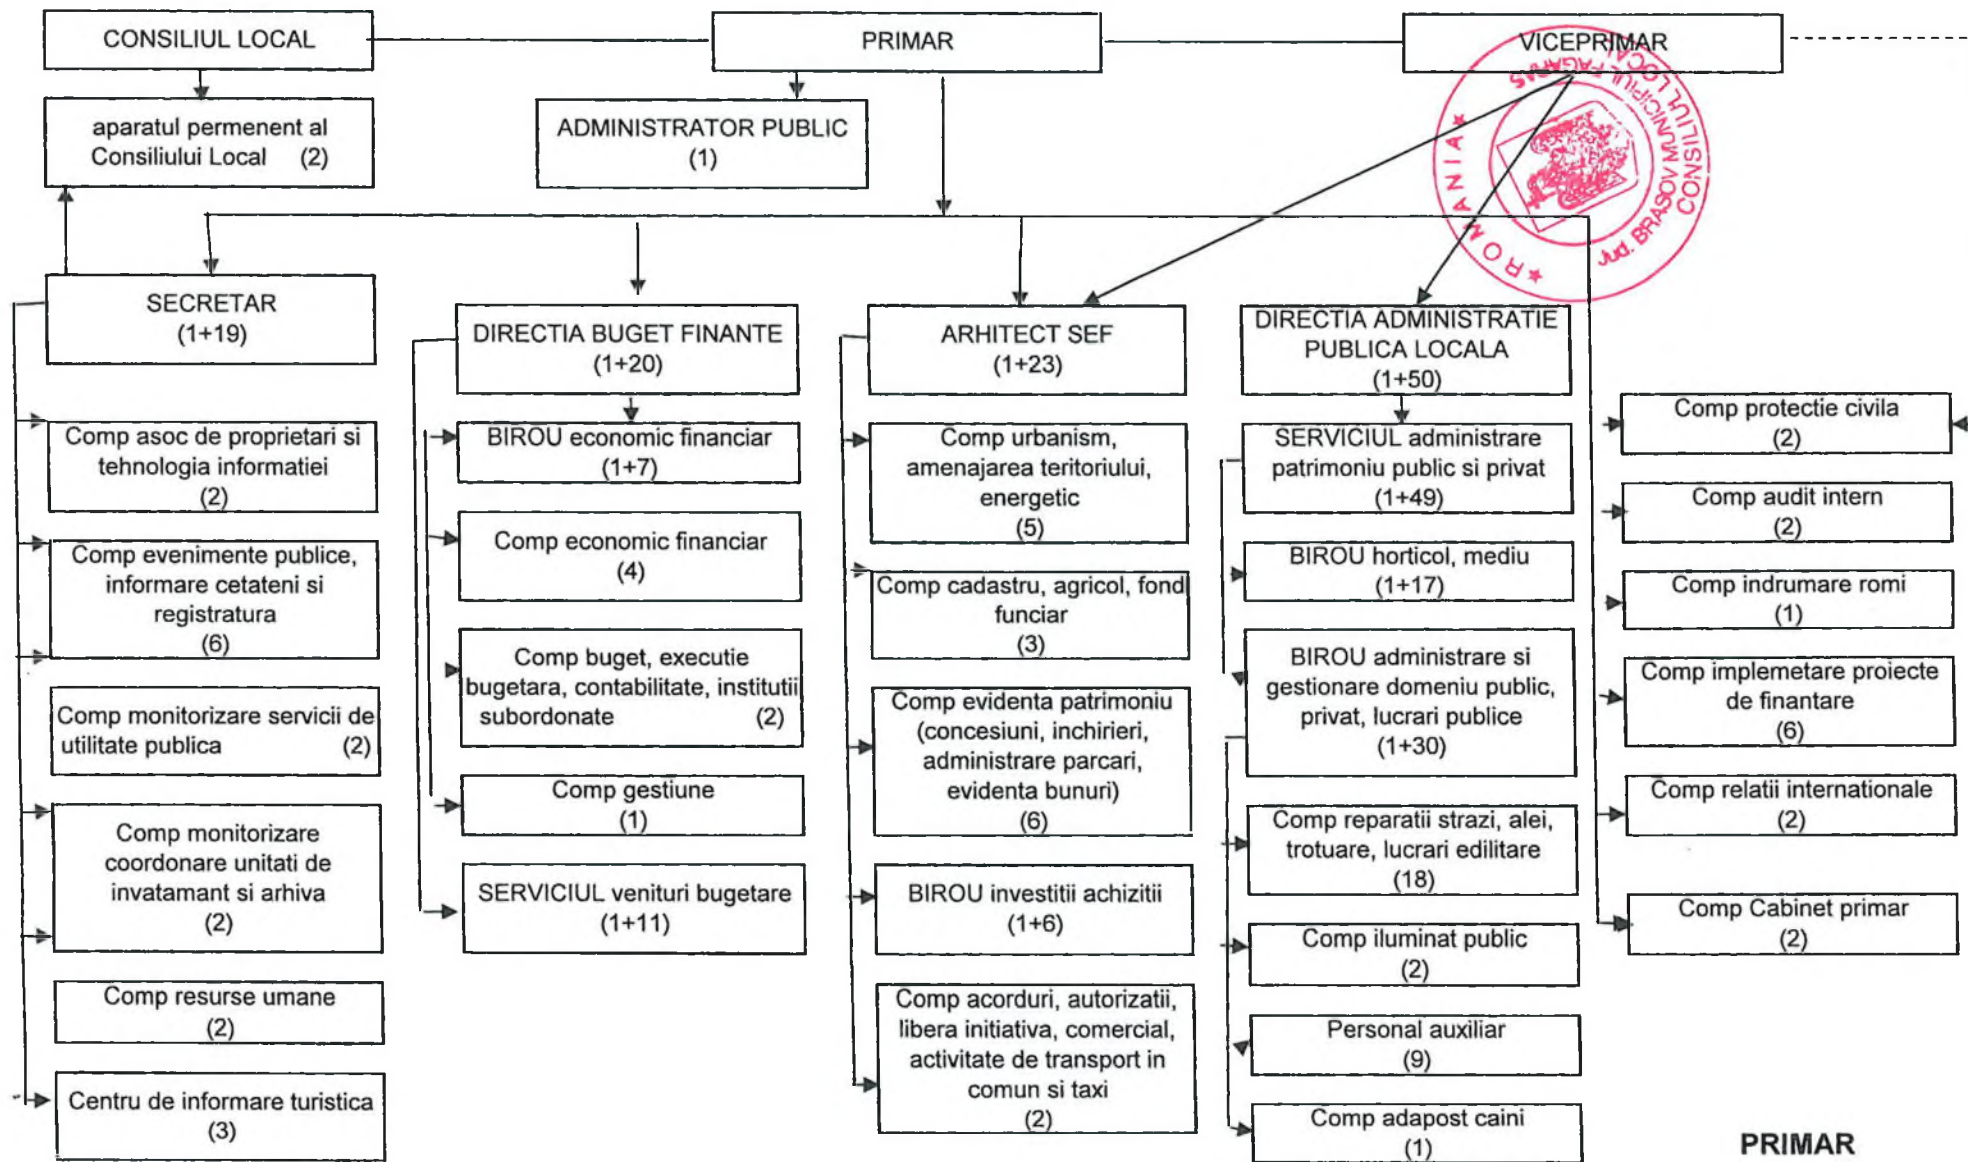 CONSILIUL LOCAL
PRIMAR
VICEPRIMAR
aparatul permenent al
Consiliului Local (2)
ADMINISTRATOR PUBLIC
(1)
ROMANIA
Jud. BRASOV MUNICIPIUL FAGARAS
CONSILIUL LOCAL
SECRETAR
(1+19)
DIRECTIA BUGET FINANTE
(1+20)
ARHITECT SEF
(1+23)
DIRECTIA ADMINISTRATIE
PUBLICA LOCALA
(1+50)
Comp asoc de proprietari si
tehnologia informatiei
(2)
Comp evenimente publice,
informare cetateni si
registratura
(6)
Comp monitorizare servicii de
utilitate publica (2)
Comp monitorizare
coordonare unitati de
invatamant si arhiva
(2)
Comp resurse umane
(2)
Centru de informare turistica
(3)
BIROU economic financiar
(1+7)
Comp economic financiar
(4)
Comp buget, executie
bugetara, contabilitate, institutii
subordonate (2)
Comp gestiune
(1)
SERVICIUL venituri bugetare
(1+11)
Comp urbanism,
amenajarea teritoriului,
energetic
(5)
Comp cadastru, agricol, fond
funciar
(3)
Comp evidenta patrimoniu
(concesiuni, inchirieri,
administrare parcari,
evidenta bunuri)
(6)
BIROU investitii achizitii
(1+6)
Comp acorduri, autorizatii,
libera initiativa, comercial,
activitate de transport in
comun si taxi
(2)
SERVICIUL administrare
patrimoniu public si privat
(1+49)
BIROU horticol, mediu
(1+17)
BIROU administrare si
gestionare domeniu public,
privat, lucrari publice
(1+30)
Comp reparatii strazi, alei,
trotuare, lucrari edilitare
(18)
Comp iluminat public
(2)
Personal auxiliar
(9)
Comp adapost caini
(1)
Comp protectie civila
(2)
Comp audit intern
(2)
Comp indrumare romi
(1)
Comp implemetare proiecte
de finantare
(6)
Comp relatii internationale
(2)
Comp Cabinet primar
(2)
PRIMAR